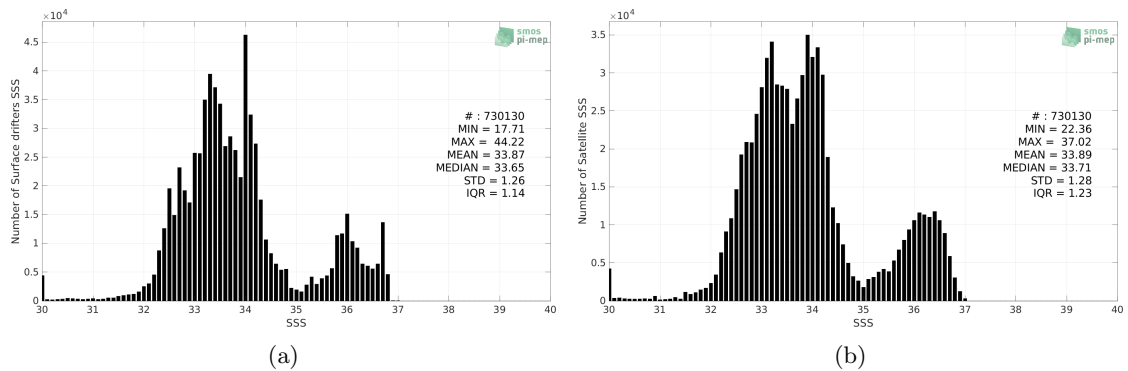 ×10⁴
4.5
4
3.5
3
2.5
2
1.5
1
0.5
0
Number of Surface drifters SSS
30 31 32 33 34 35 36 37 38 39 40
SSS
smos
pi-mep
# : 730130
MIN = 17.71
MAX = 44.22
MEAN = 33.87
MEDIAN = 33.65
STD = 1.26
IQR = 1.14
(a)
×10⁴
3.5
3
2.5
2
1.5
1
0.5
0
Number of Satellite SSS
30 31 32 33 34 35 36 37 38 39 40
SSS
smos
pi-mep
# : 730130
MIN = 22.36
MAX = 37.02
MEAN = 33.89
MEDIAN = 33.71
STD = 1.28
IQR = 1.23
(b)